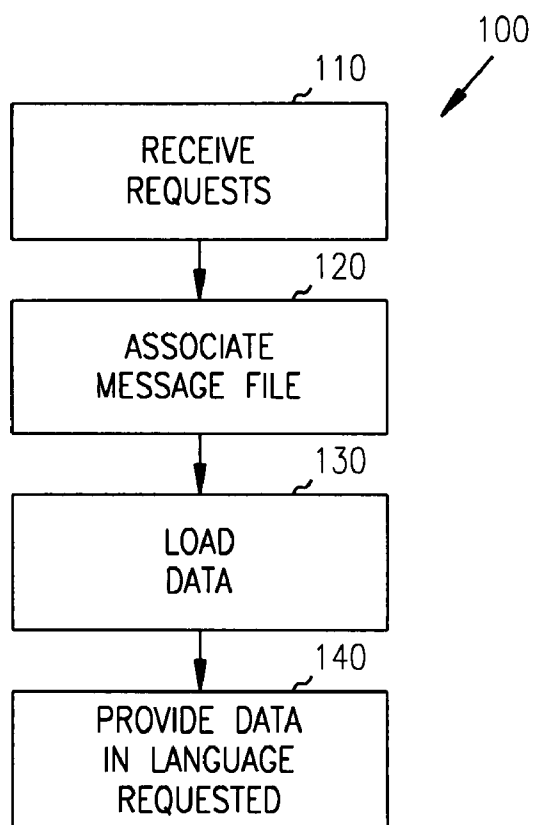 100
110
RECEIVE
REQUESTS
120
ASSOCIATE
MESSAGE FILE
130
LOAD
DATA
140
PROVIDE DATA
IN LANGUAGE
REQUESTED